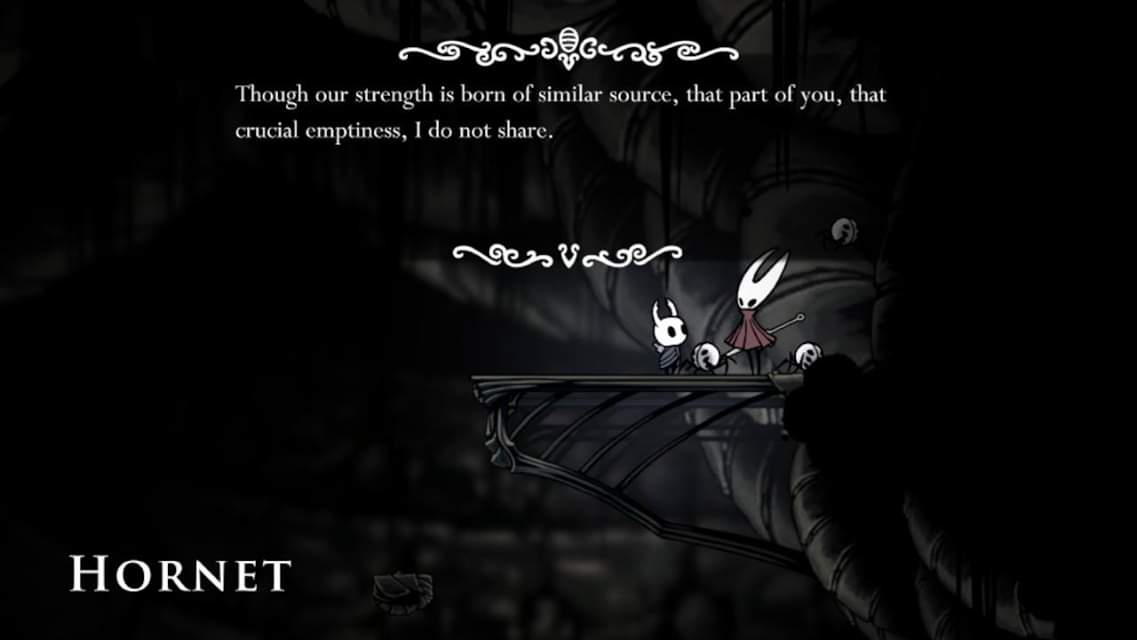 Though our strength is born of similar source, that part of you, that
crucial emptiness, I do not share.
HORNET